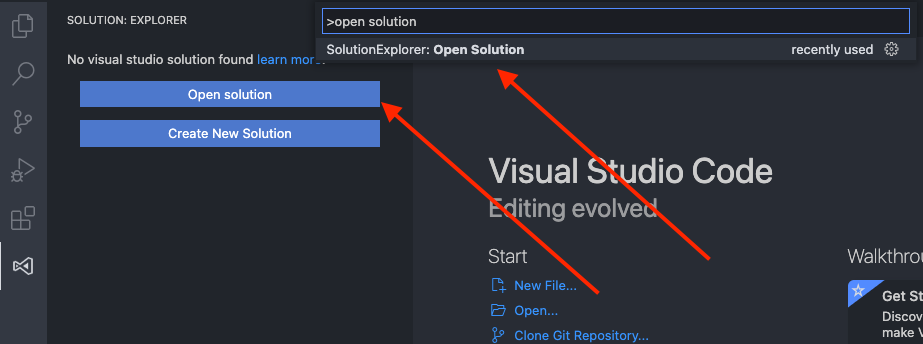 SOLUTION: EXPLORER
>open solution
SolutionExplorer: Open Solution recently used
No visual studio solution found learn more.
Open solution
Create New Solution
Visual Studio Code
Editing evolved
Start
New File...
Open...
Clone Git Repository...
Walkthrou
Get St
Discov
make V